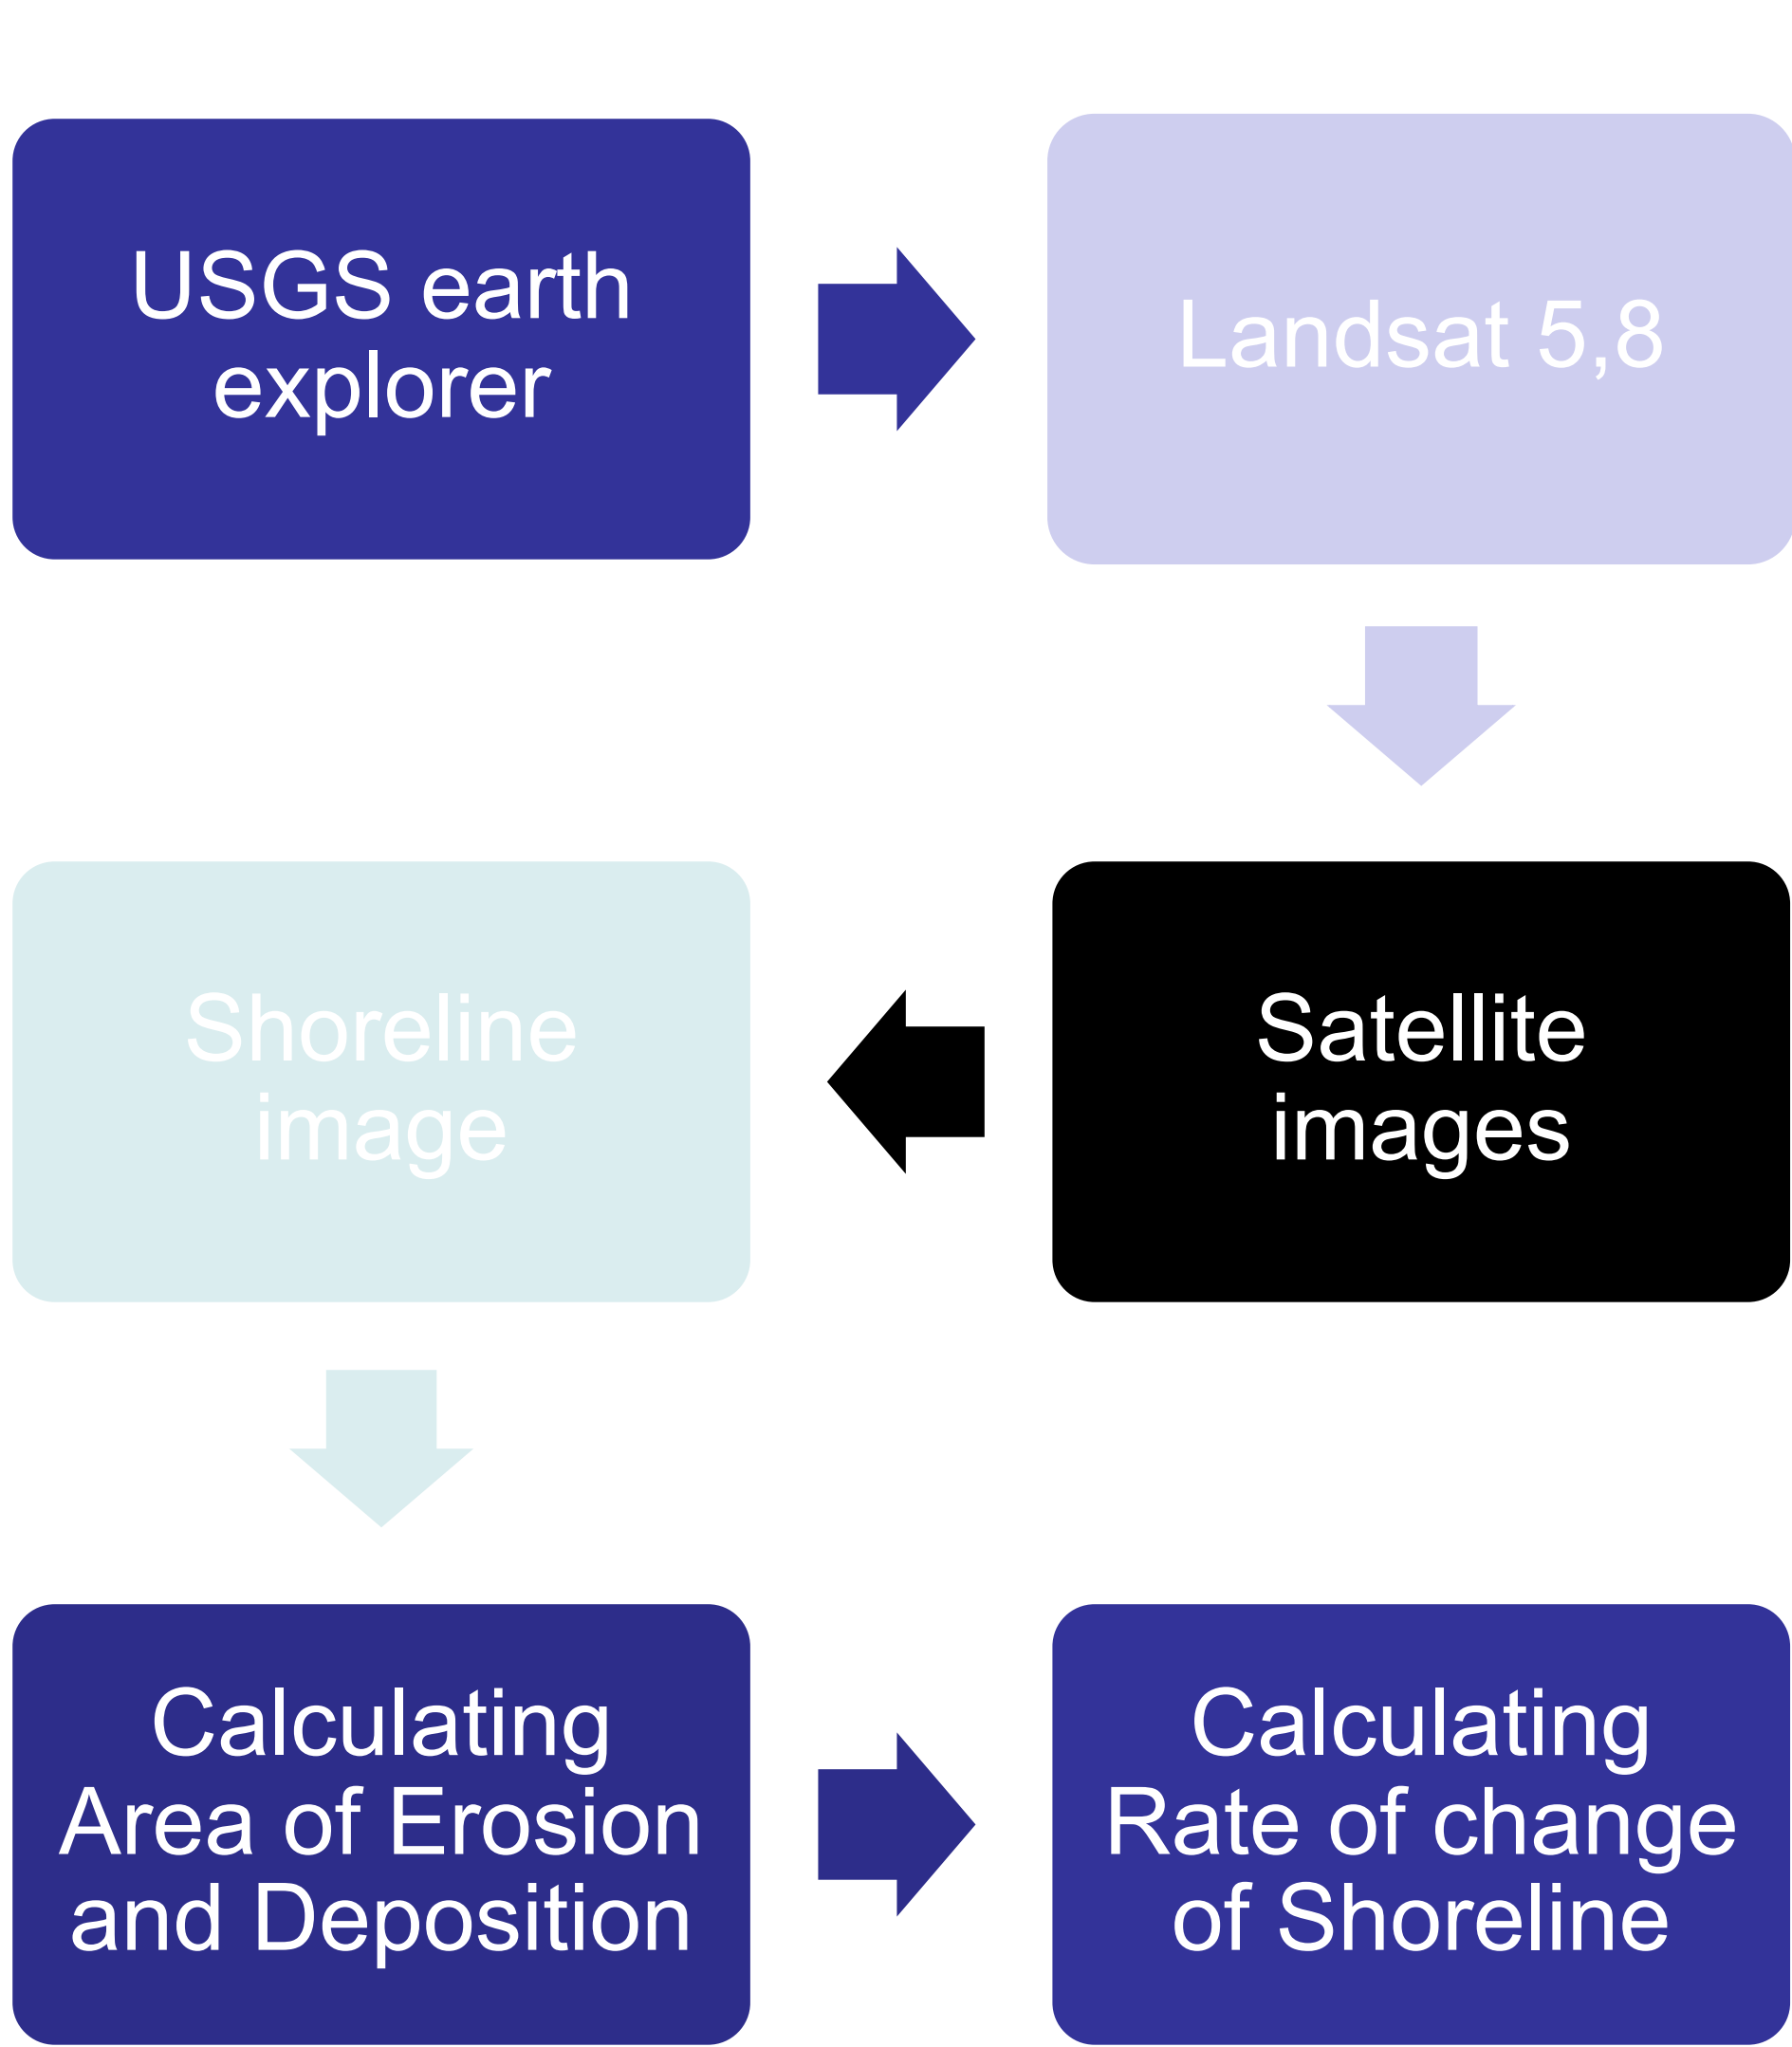 USGS earth
explorer
Landsat 5,8
Satellite
images
Shoreline
image
Calculating
Area of Erosion
and Deposition
Calculating
Rate of change
of Shoreline